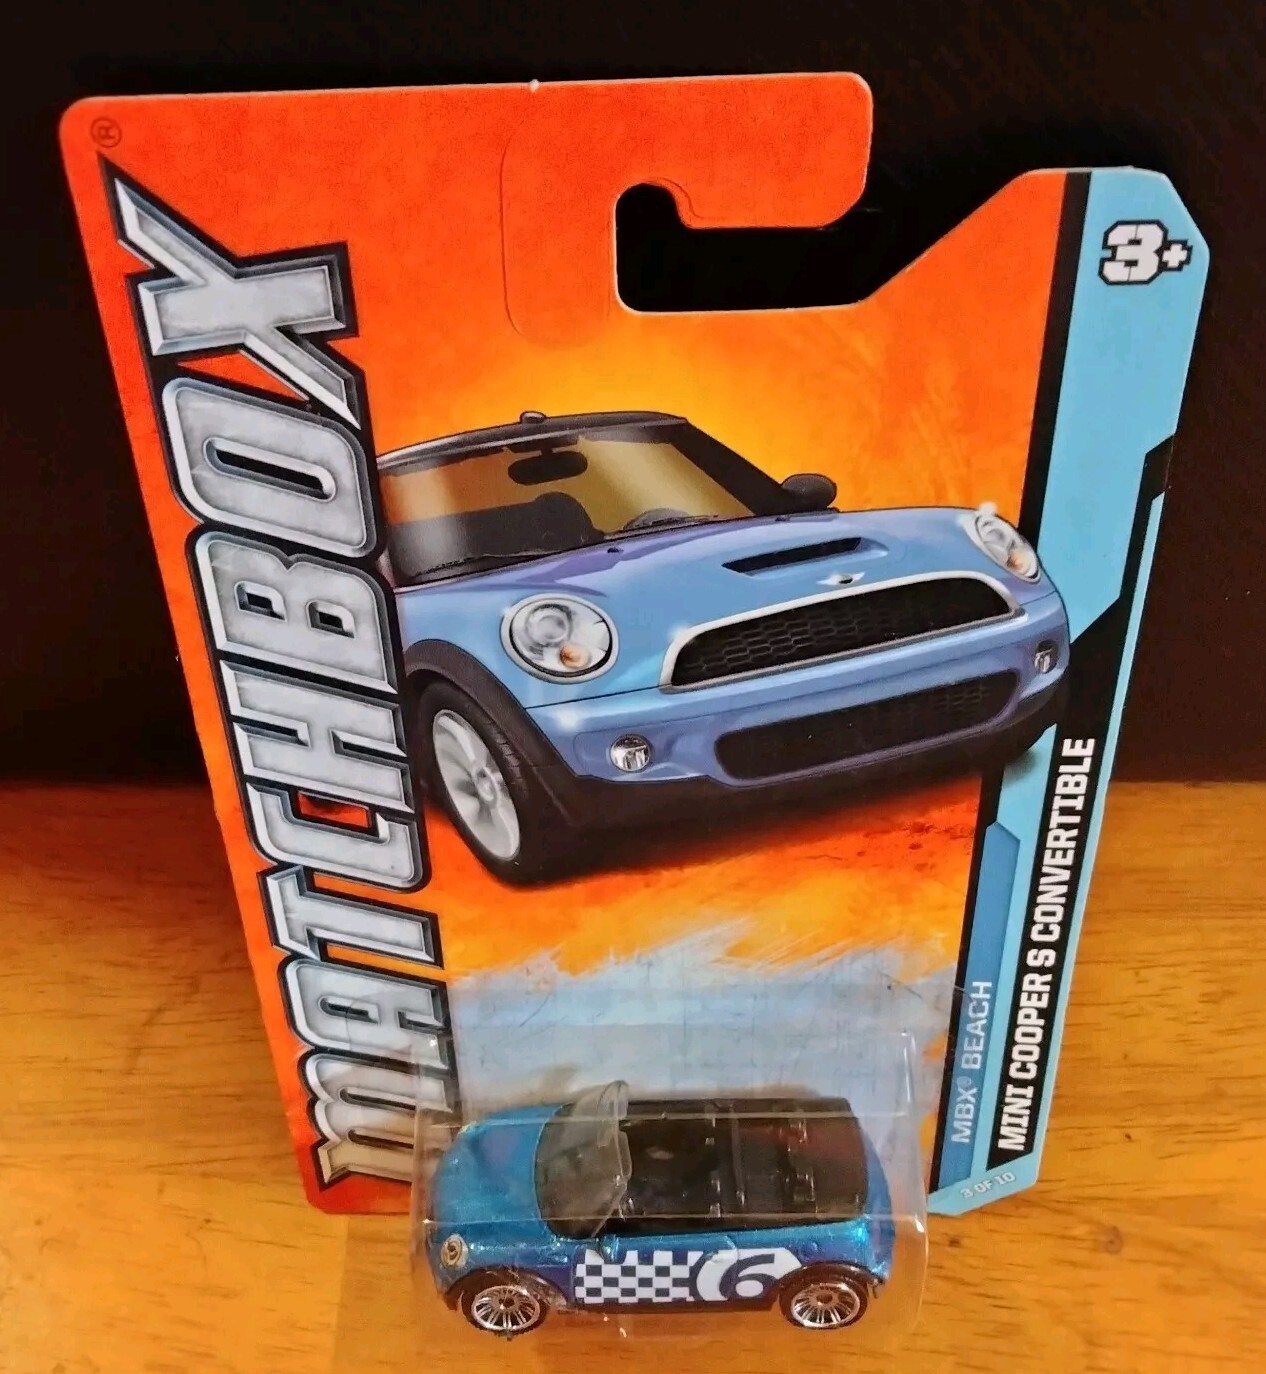 MATCHBOX®
3+
MBX® BEACH
MINI COOPER S CONVERTIBLE
3 OF 10
6